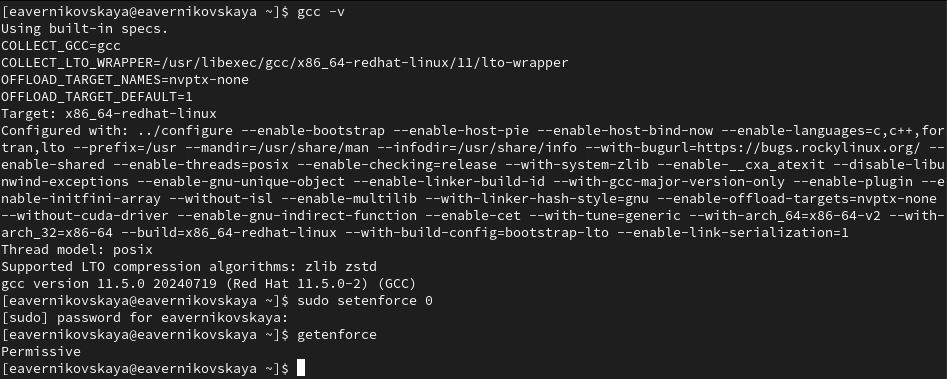 [eavernikovskaya@eavernikovskaya ~]$ gcc -v
Using built-in specs.
COLLECT_GCC=gcc
COLLECT_LTO_WRAPPER=/usr/libexec/gcc/x86_64-redhat-linux/11/lto-wrapper
OFFLOAD_TARGET_NAMES=nvptx-none
OFFLOAD_TARGET_DEFAULT=1
Target: x86_64-redhat-linux
Configured with: ../configure --enable-bootstrap --enable-host-pie --enable-host-bind-now --enable-languages=c,c++,for
tran,lto --prefix=/usr --mandir=/usr/share/man --infodir=/usr/share/info --with-bugurl=https://bugs.rockylinux.org/ --
enable-shared --enable-threads=posix --enable-checking=release --with-system-zlib --enable-__cxa_atexit --disable-libu
nwind-exceptions --enable-gnu-unique-object --enable-linker-build-id --with-gcc-major-version-only --enable-plugin --e
nable-initfini-array --without-isl --enable-multilib --with-linker-hash-style=gnu --enable-offload-targets=nvptx-none 
--without-cuda-driver --enable-gnu-indirect-function --enable-cet --with-tune=generic --with-arch_64=x86-64-v2 --with-
arch_32=x86-64 --build=x86_64-redhat-linux --with-build-config=bootstrap-lto --enable-link-serialization=1
Thread model: posix
Supported LTO compression algorithms: zlib zstd
gcc version 11.5.0 20240719 (Red Hat 11.5.0-2) (GCC)
[eavernikovskaya@eavernikovskaya ~]$ sudo setenforce 0
[sudo] password for eavernikovskaya:
[eavernikovskaya@eavernikovskaya ~]$ getenforce
Permissive
[eavernikovskaya@eavernikovskaya ~]$